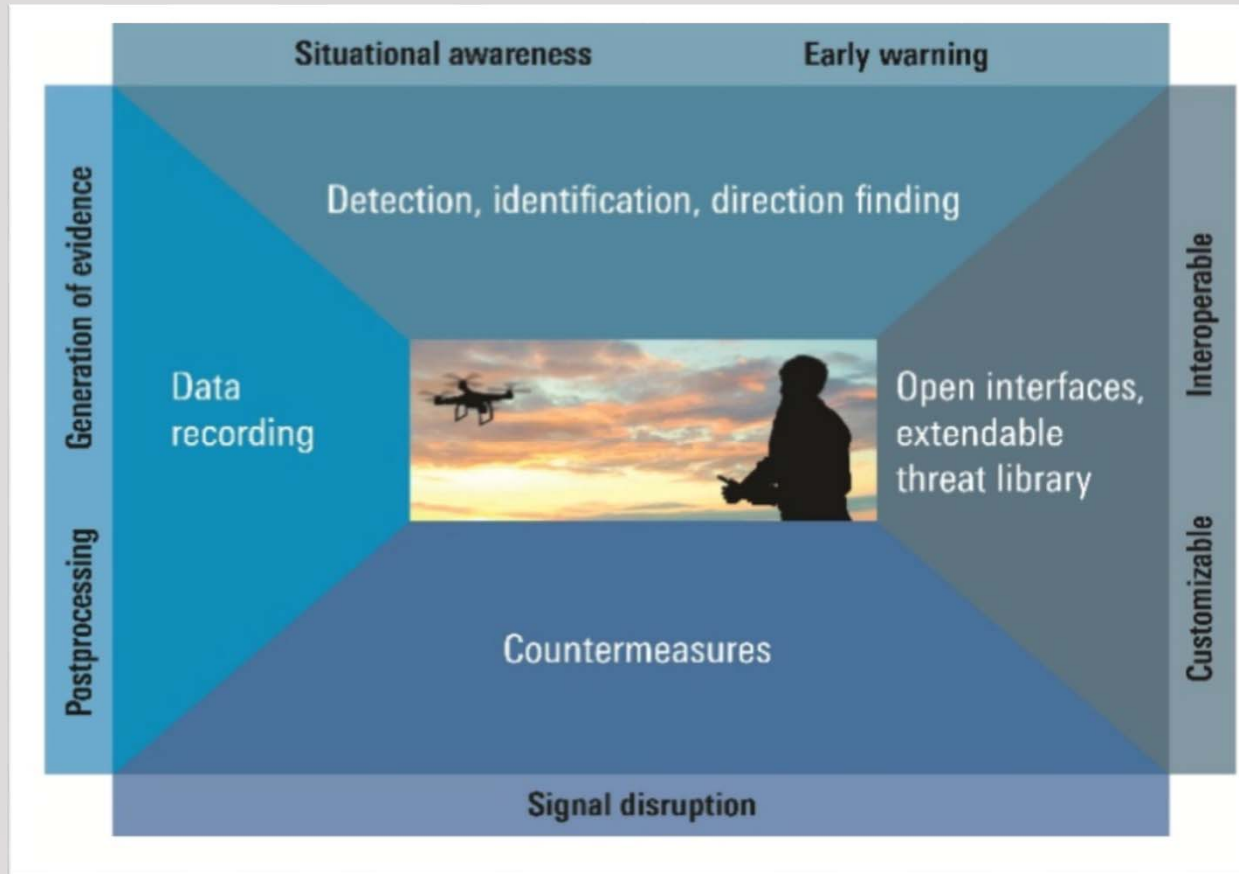 Situational awareness
Early warning
Detection, identification, direction finding
Generation of evidence
Postprocessing
Data
recording
Open interfaces,
extendable
threat library
Interoperable
Customizable
Countermeasures
Signal disruption